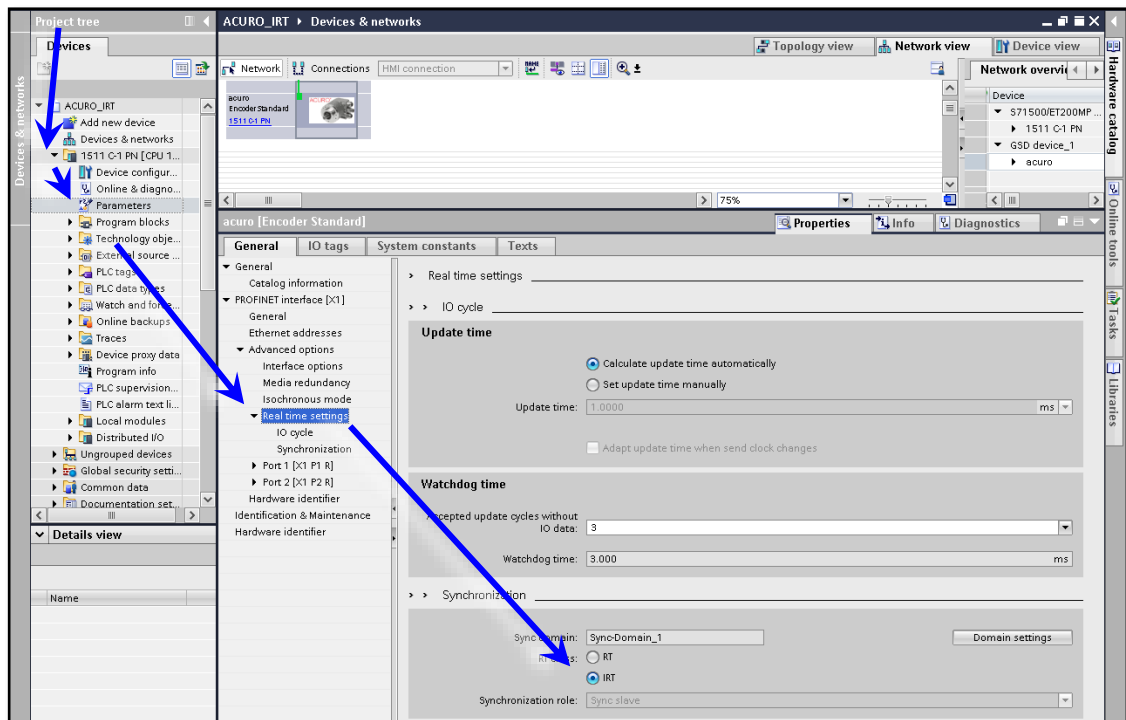 Project tree
Devices
Devices & networks
ACURO_IRT
Add new device
Devices & networks
1511 C-1 PN [CPU 1...
Device configur...
Online & diagno...
Parameters
Program blocks
Technology obje...
External source ...
PLC tags
PLC data types
Watch and force...
Online backups
Traces
Device proxy data
Program info
PLC supervision...
PLC alarm text li...
Local modules
Distributed I/O
Ungrouped devices
Global security setti...
Common data
Documentation set...
Details view
Name
ACURO_IRT Devices & networks
Topology view
Network view
Device view
Network
Connections
HMI connection
acuro
Encoder Standard
1511 C-1 PN
ACURO
75%
Network overvi
Device
S71500/ET200MP ...
1511 C-1 PN
GSD device_1
acuro
acuro [Encoder Standard]
Properties
Info
Diagnostics
General
IO tags
System constants
Texts
General
Catalog information
PROFINET interface [X1]
General
Ethernet addresses
Advanced options
Interface options
Media redundancy
Isochronous mode
Real time settings
IO cycle
Synchronization
Port 1 [X1 P1 R]
Port 2 [X1 P2 R]
Hardware identifier
Identification & Maintenance
Hardware identifier
Real time settings
IO cycle
Update time
Calculate update time automatically
Set update time manually
Update time: 1.0000 ms
Adapt update time when send clock changes
Watchdog time
Accepted update cycles without
IO data: 3
Watchdog time: 3.000 ms
Synchronization
Sync domain: Sync-Domain_1
Domain settings
RT class: RT
IRT
Synchronization role: Sync slave
Hardware catalog
Online tools
Tasks
Libraries